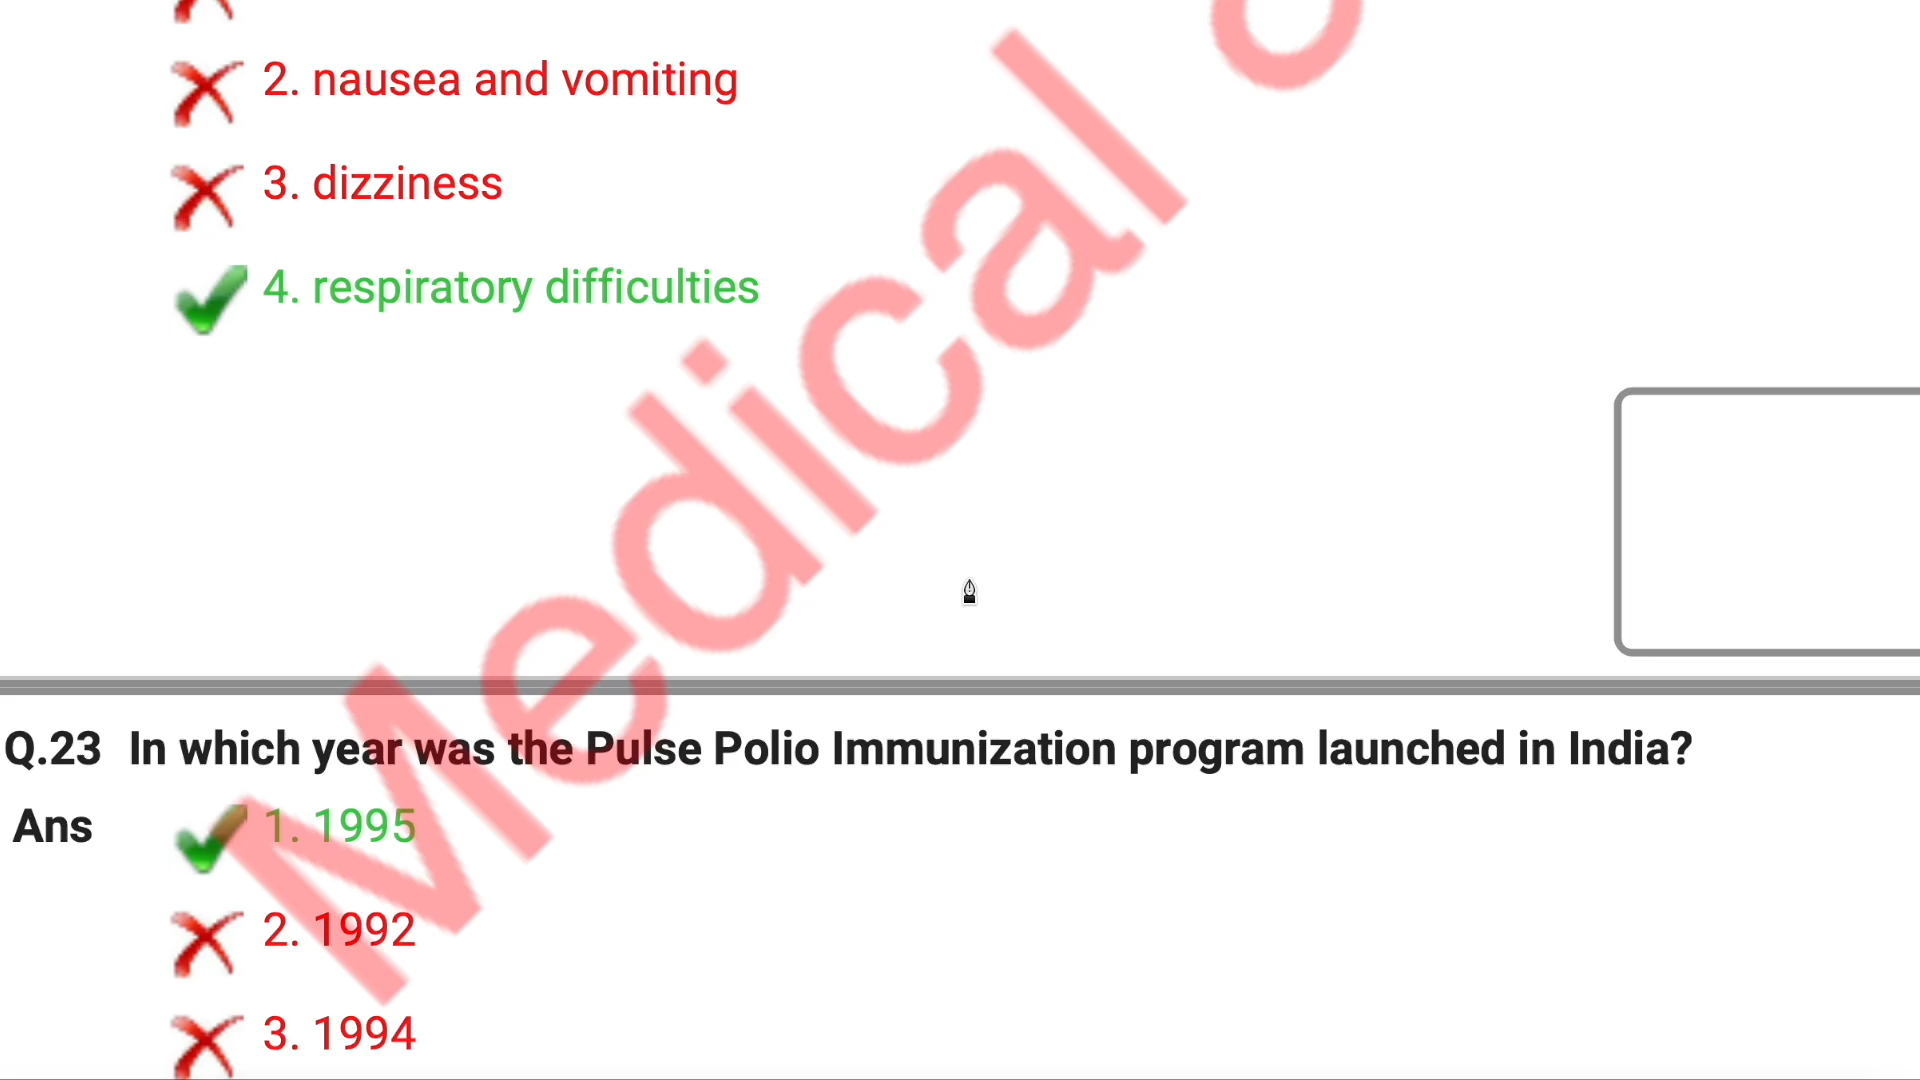 2. nausea and vomiting
3. dizziness
4. respiratory difficulties
Medical
Q.23 In which year was the Pulse Polio Immunization program launched in India?
Ans 1. 1995
2. 1992
3. 1994